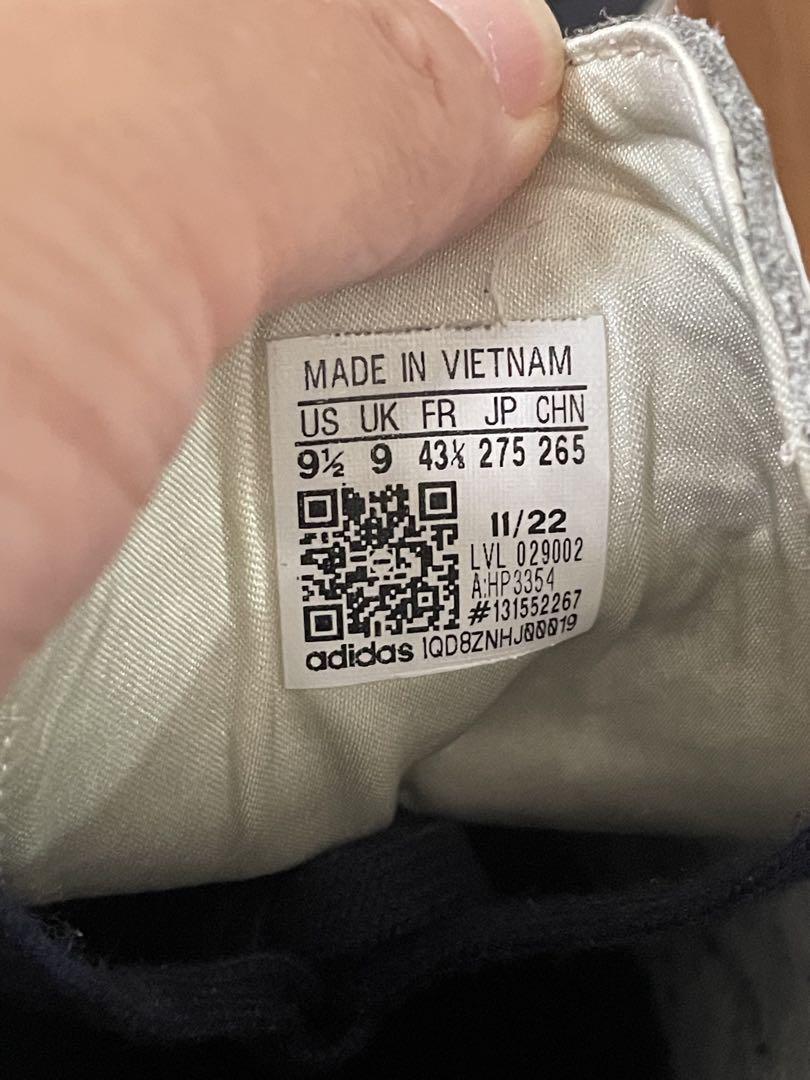 MADE IN VIETNAM
US UK FR JP CHN
9½ 9 43⅓ 275 265
11/22
LVL 029002
A:HP3354
#131552267
adidas 1QD8ZNHJ00019